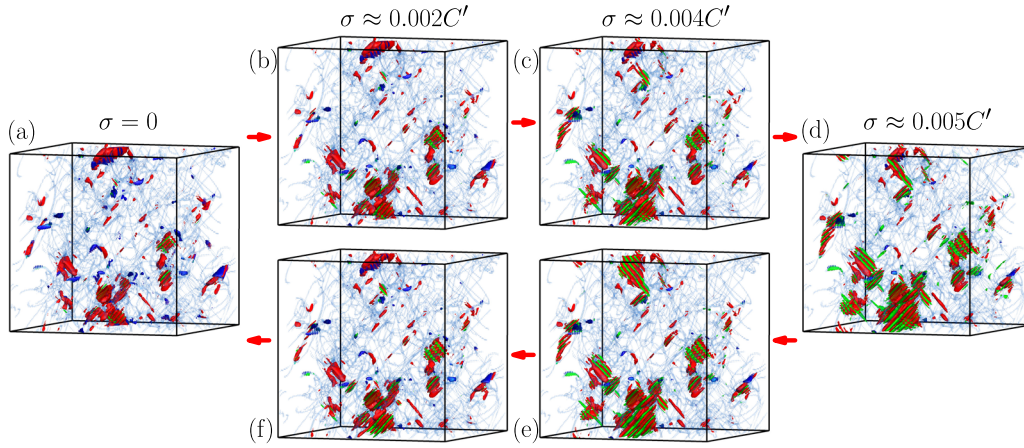 σ ≈ 0.002C′
σ ≈ 0.004C′
(b)
(c)
(a)
σ = 0
(d)
σ ≈ 0.005C′
(f)
(e)